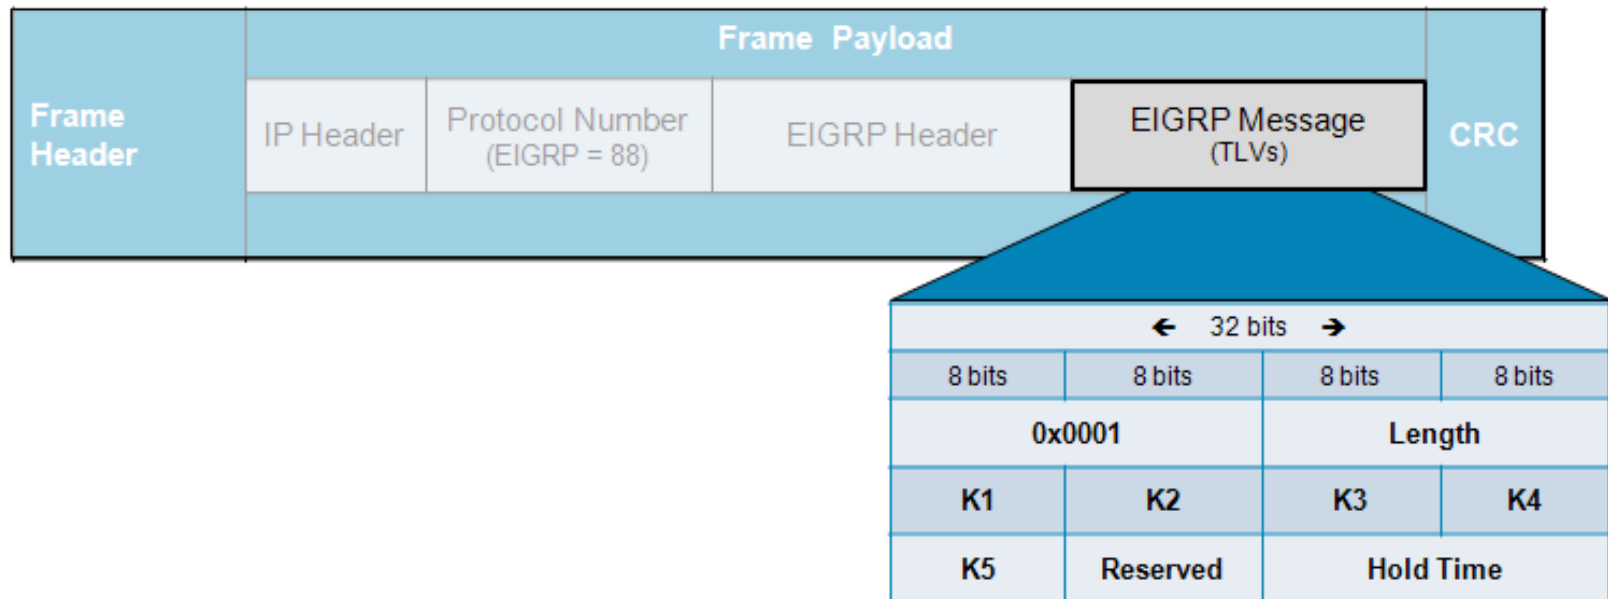 Frame Payload
Frame
Header
IP Header
Protocol Number
(EIGRP = 88)
EIGRP Header
EIGRP Message
(TLVs)
CRC
🡸 32 bits 🡺
8 bits 8 bits 8 bits 8 bits
0x0001 Length
K1 K2 K3 K4
K5 Reserved Hold Time